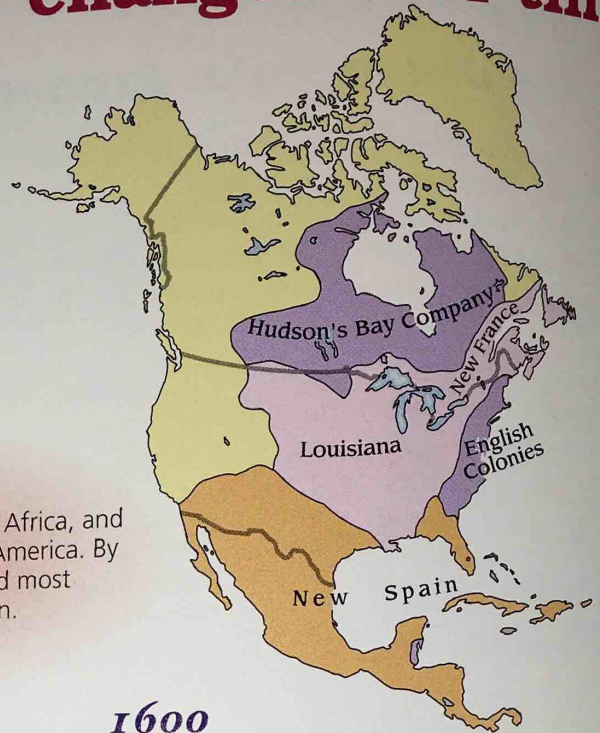 Hudson's Bay Company
New France
Louisiana
English
Colonies
New Spain
Africa, and
America. By
most
1600